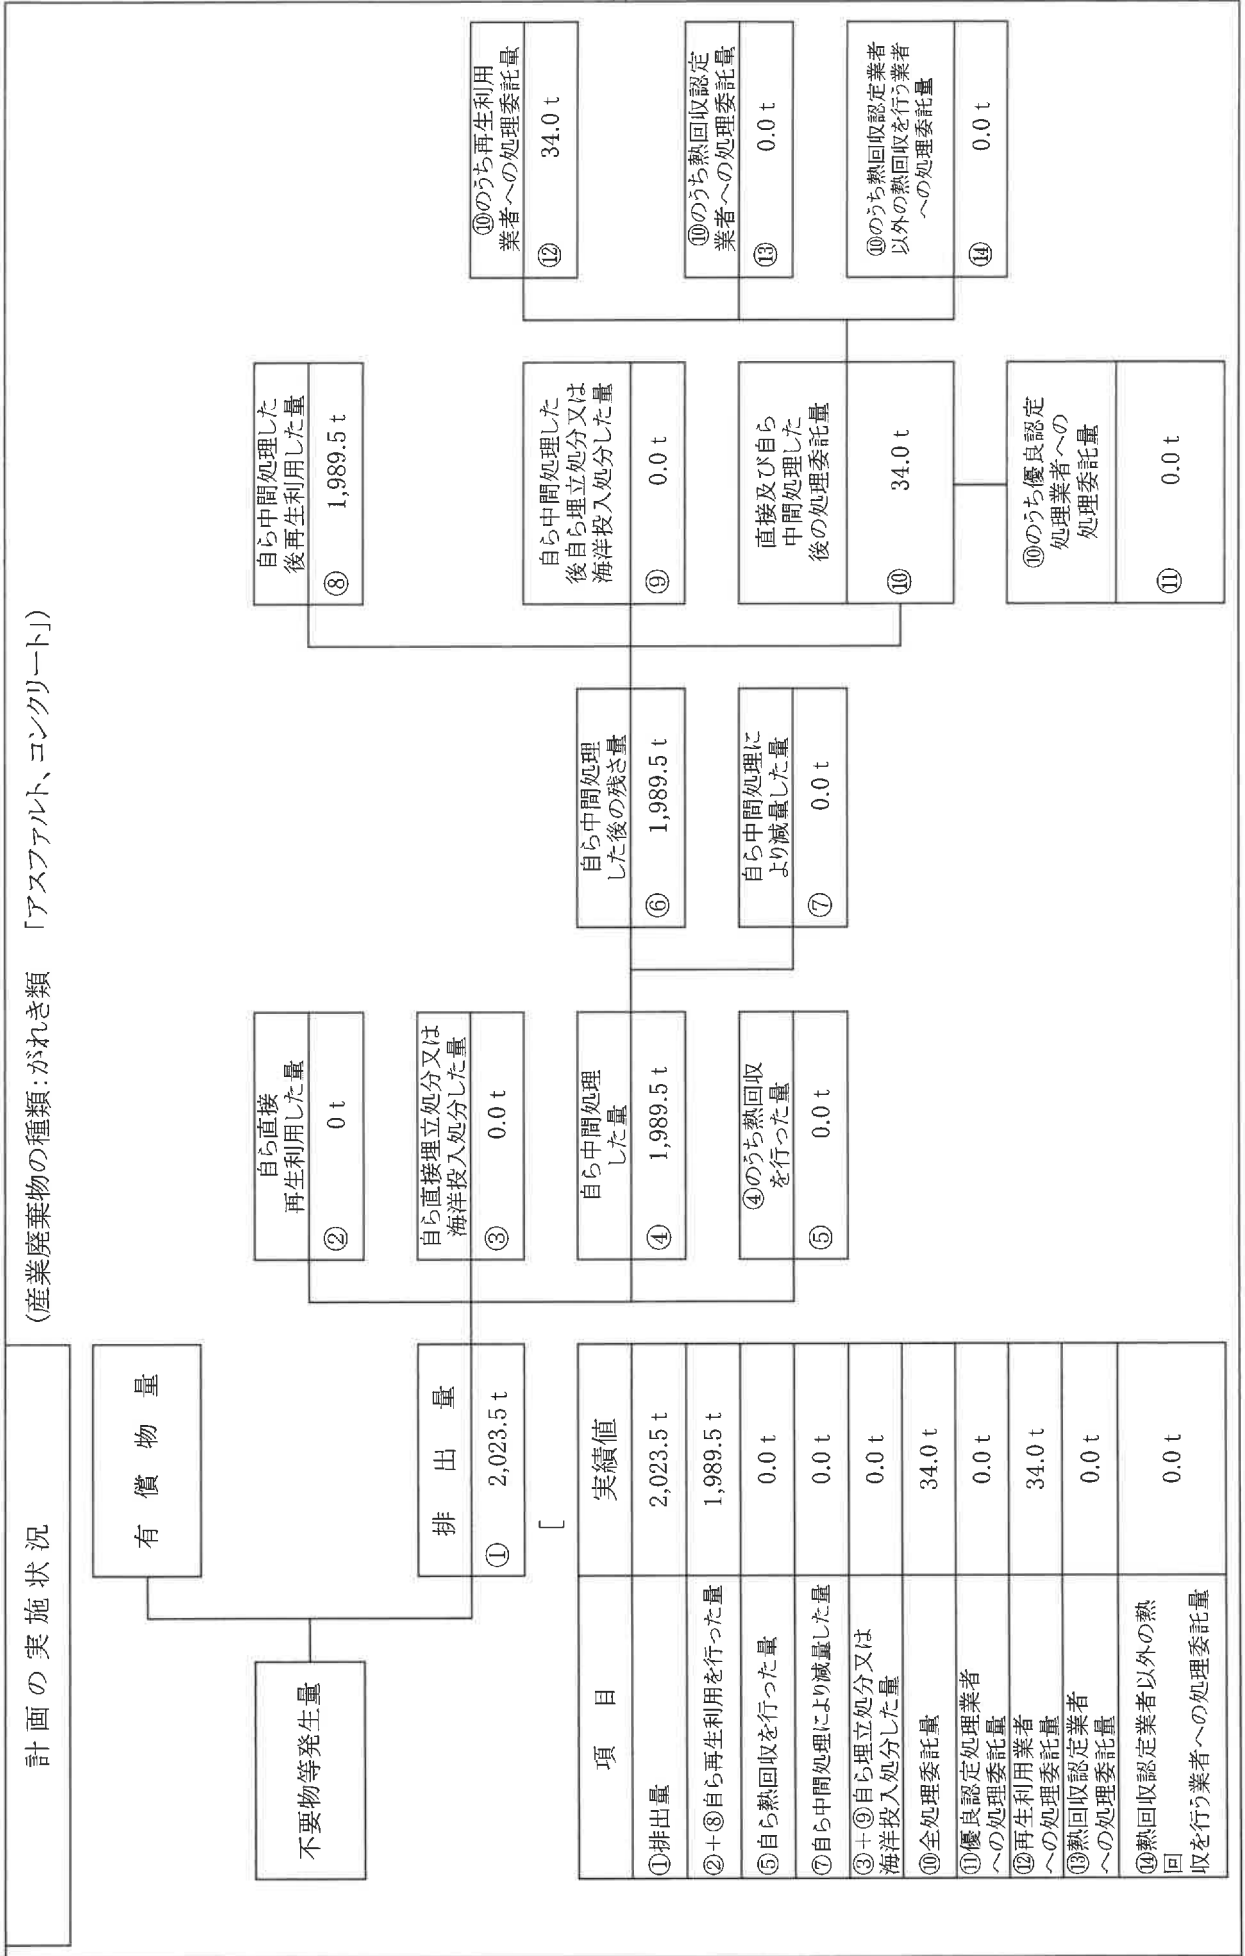 計画の実施状況
(産業廃棄物の種類:がれき類 「アスファルト、コンクリート」)
不要物等発生量
有償物量
排出量
① 2,023.5 t
[
自ら直接
再生利用した量
② 0 t
自ら直接埋立処分又は
海洋投入処分した量
③ 0.0 t
自ら中間処理
した量
④ 1,989.5 t
④のうち熱回収
を行った量
⑤ 0.0 t
自ら中間処理
した後の残さ量
⑥ 1,989.5 t
自ら中間処理に
より減量した量
⑦ 0.0 t
自ら中間処理した
後再生利用した量
⑧ 1,989.5 t
自ら中間処理した
後自ら埋立処分又は
海洋投入処分した量
⑨ 0.0 t
直接及び自ら
中間処理した
後の処理委託量
⑩ 34.0 t
⑩のうち優良認定
処理業者への
処理委託量
⑪ 0.0 t
⑩のうち再生利用
業者への処理委託量
⑫ 34.0 t
⑩のうち熱回収認定
業者への処理委託量
⑬ 0.0 t
⑩のうち熱回収認定業者
以外の熱回収を行う業者
への処理委託量
⑭ 0.0 t
項目 実績値
①排出量 2,023.5 t
②+⑧自ら再生利用を行った量 1,989.5 t
⑤自ら熱回収を行った量 0.0 t
⑦自ら中間処理により減量した量 0.0 t
③+⑨自ら埋立処分又は
海洋投入処分した量 0.0 t
⑩全処理委託量 34.0 t
⑪優良認定処理業者
への処理委託量 0.0 t
⑫再生利用業者
への処理委託量 34.0 t
⑬熱回収認定業者
への処理委託量 0.0 t
⑭熱回収認定業者以外の熱
回
収を行う業者への処理委託量 0.0 t